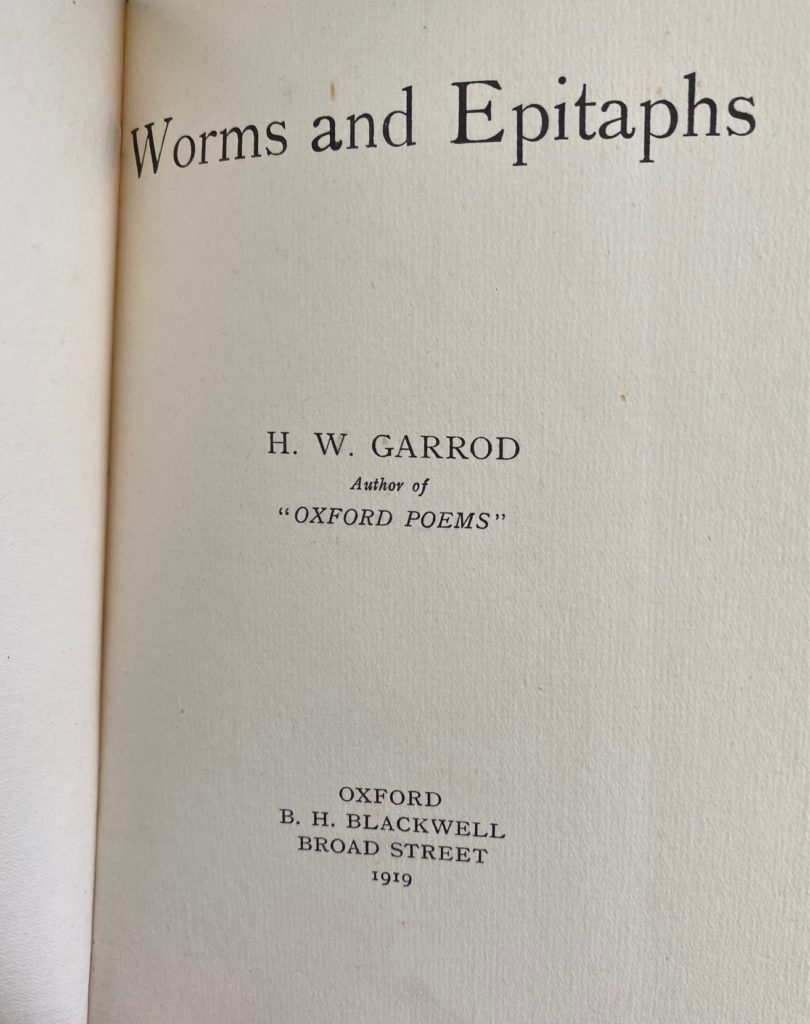 Worms and Epitaphs
H. W. GARROD
Author of
"OXFORD POEMS"
OXFORD
B. H. BLACKWELL
BROAD STREET
1919